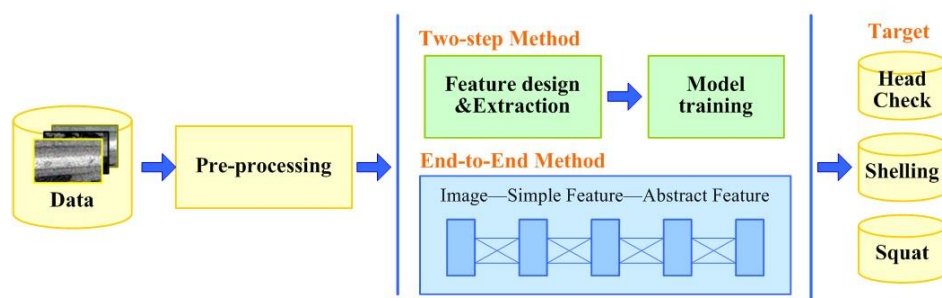 Data
Pre-processing
Two-step Method
Feature design
&Extraction
Model
training
End-to-End Method
Image—Simple Feature—Abstract Feature
Target
Head
Check
Shelling
Squat